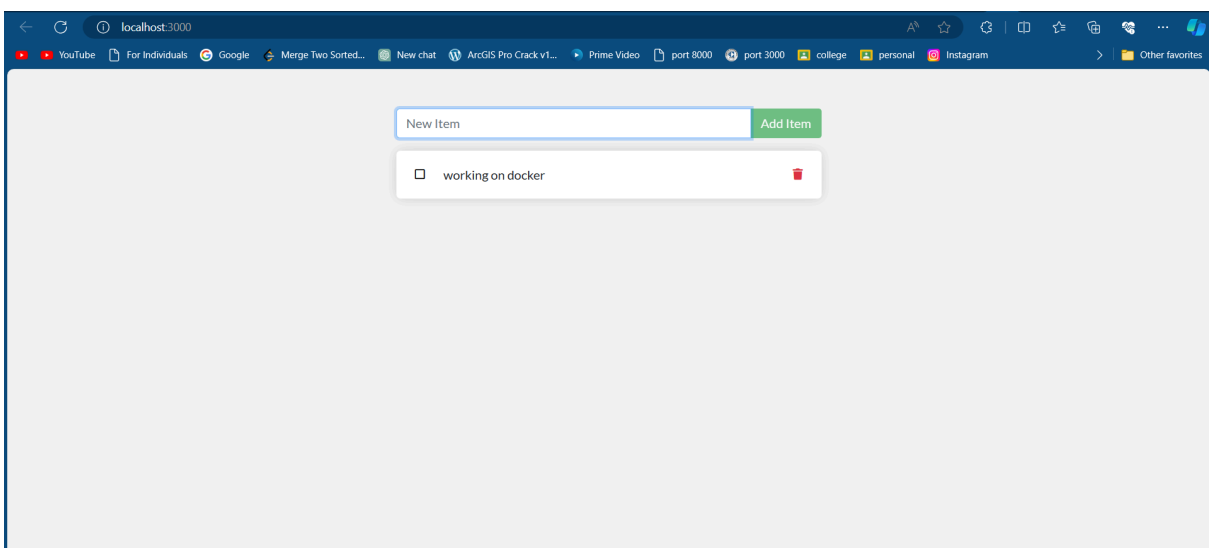 localhost:3000
YouTube For Individuals Google Merge Two Sorted... New chat ArcGIS Pro Crack v1... Prime Video port 8000 port 3000 college personal Instagram Other favorites
New Item Add Item
working on docker